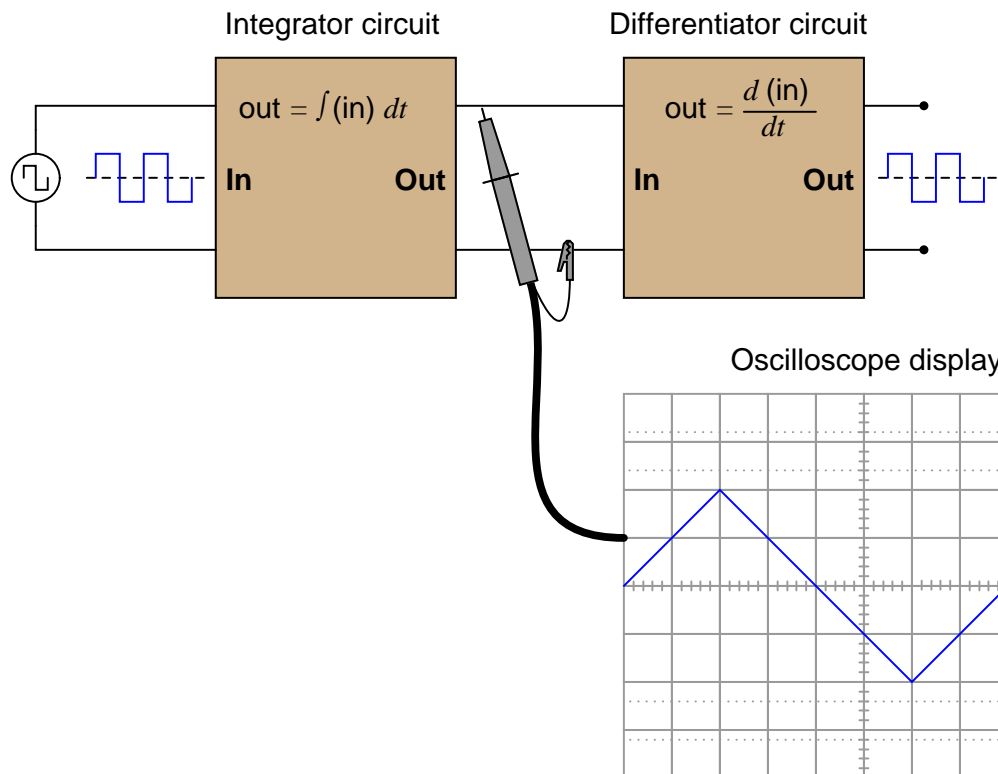 Integrator circuit
Differentiator circuit
out = ∫ (in) dt
out = d (in) / dt
In
Out
In
Out
Oscilloscope display